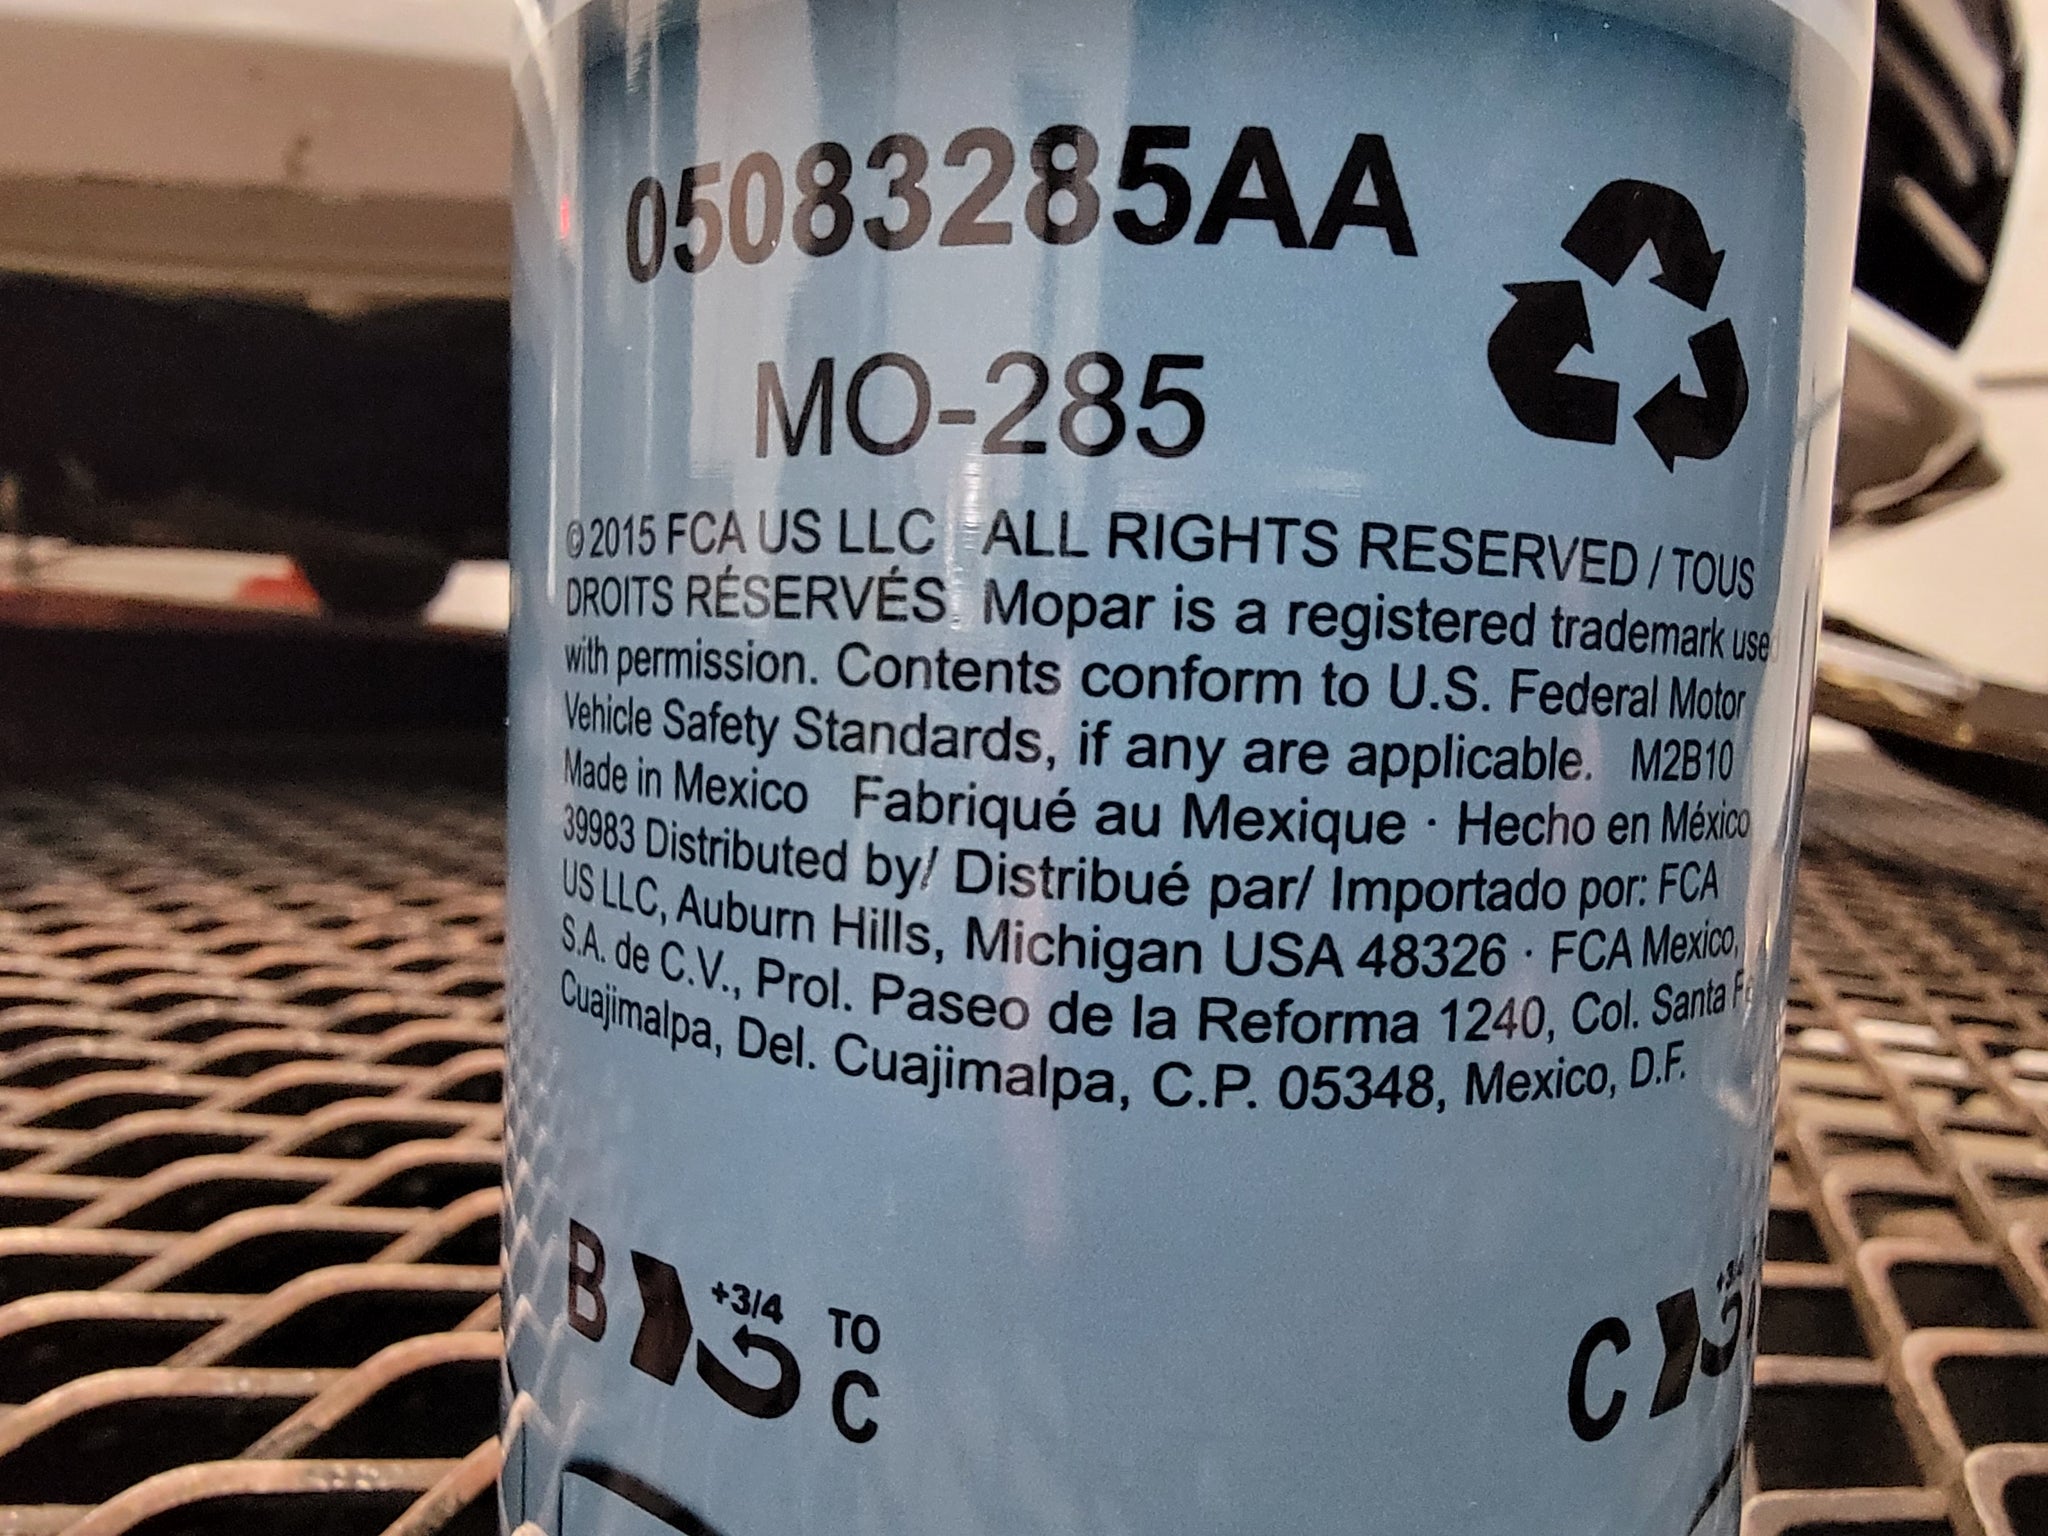 05083285AA
MO-285
© 2015 FCA US LLC ALL RIGHTS RESERVED / TOUS
DROITS RÉSERVÉS Mopar is a registered trademark used
with permission. Contents conform to U.S. Federal Motor
Vehicle Safety Standards, if any are applicable. M2B10
Made in Mexico Fabriqué au Mexique · Hecho en México
39983 Distributed by/ Distribué par/ Importado por: FCA
US LLC, Auburn Hills, Michigan USA 48326 · FCA Mexico,
S.A. de C.V., Prol. Paseo de la Reforma 1240, Col. Santa Fe
Cuajimalpa, Del. Cuajimalpa, C.P. 05348, Mexico, D.F.
B +3/4 TO C
C +3/4